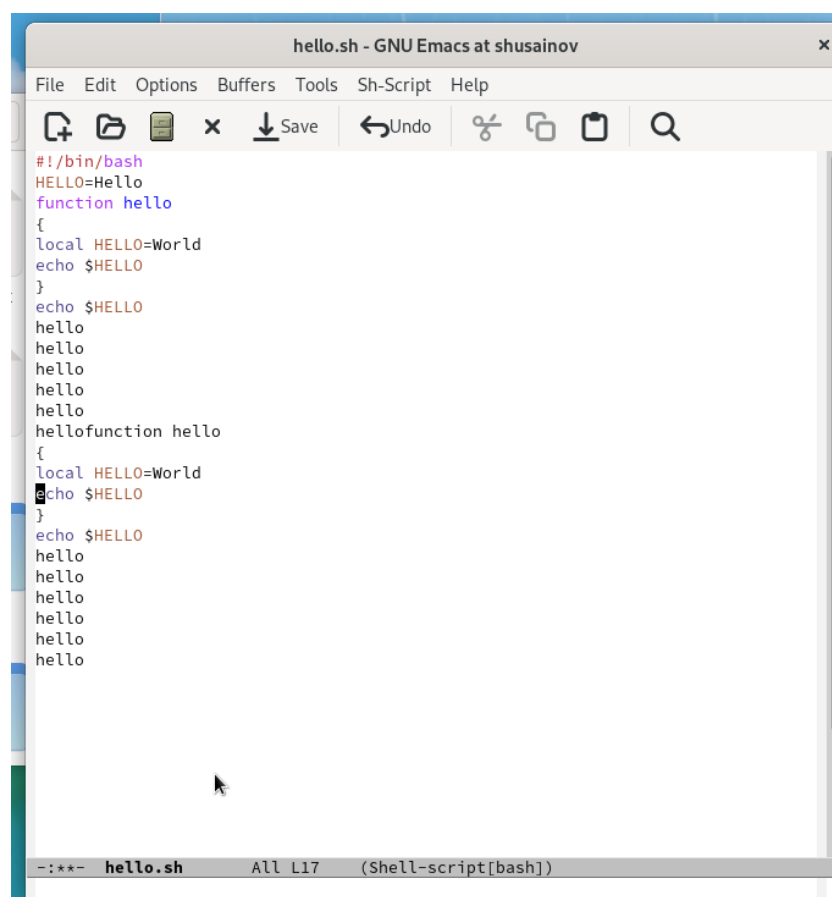 hello.sh - GNU Emacs at shusainov
File Edit Options Buffers Tools Sh-Script Help
Save Undo
#!/bin/bash
HELLO=Hello
function hello
{
local HELLO=World
echo $HELLO
}
echo $HELLO
hello
hello
hello
hello
hello
hellofunction hello
{
local HELLO=World
echo $HELLO
}
echo $HELLO
hello
hello
hello
hello
hello
hello
-:**- hello.sh All L17 (Shell-script[bash])